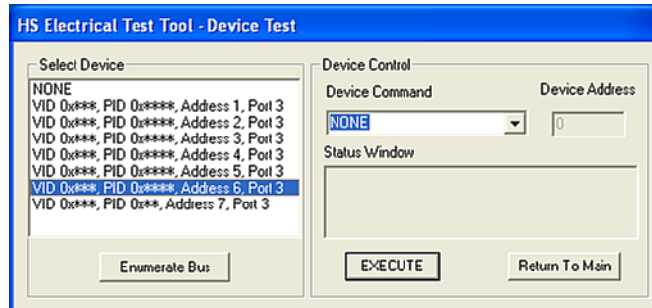 HS Electrical Test Tool - Device Test
Select Device
NONE
VID 0x***, PID 0x****, Address 1, Port 3
VID 0x***, PID 0x****, Address 2, Port 3
VID 0x***, PID 0x****, Address 3, Port 3
VID 0x***, PID 0x****, Address 4, Port 3
VID 0x***, PID 0x****, Address 5, Port 3
VID 0x***, PID 0x****, Address 6, Port 3
VID 0x***, PID 0x**, Address 7, Port 3
Enumerate Bus
Device Control
Device Command
Device Address
NONE
0
Status Window
EXECUTE
Return To Main